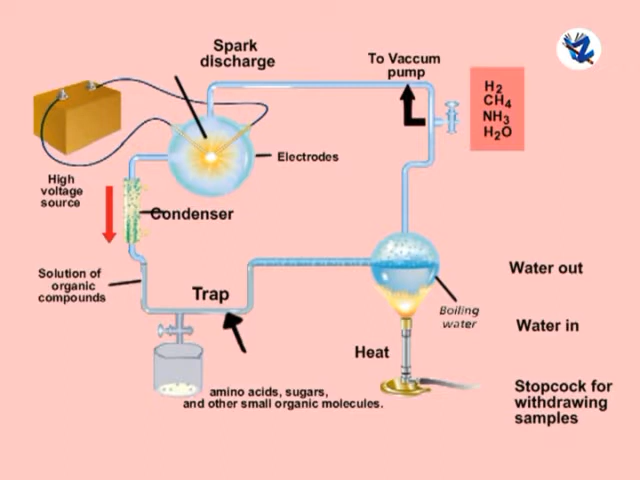 Spark
discharge
To Vaccum
pump
H2
CH4
NH3
H2O
Electrodes
High
voltage
source
Condenser
Solution of
organic
compounds
Trap
Water out
Boiling
water
Water in
Heat
Stopcock for
withdrawing
samples
amino acids, sugars,
and other small organic molecules.